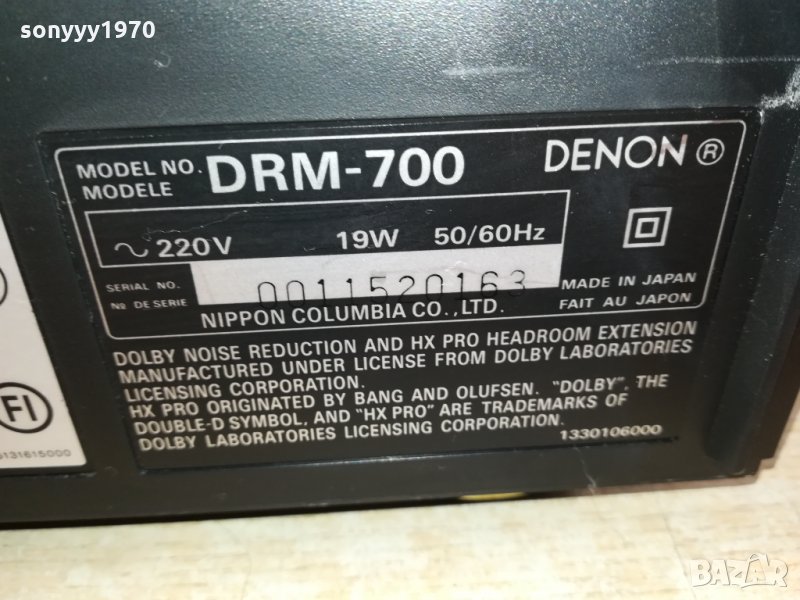 sonyyy1970
MODEL NO. DRM-700 DENON ®
MODELE
~ 220V 19W 50/60Hz
SERIAL NO. 0011520163
Nº DE SERIE
MADE IN JAPAN
FAIT AU JAPON
NIPPON COLUMBIA CO.,LTD.
DOLBY NOISE REDUCTION AND HX PRO HEADROOM EXTENSION
MANUFACTURED UNDER LICENSE FROM DOLBY LABORATORIES
LICENSING CORPORATION.
HX PRO ORIGINATED BY BANG AND OLUFSEN. "DOLBY", THE
DOUBLE-D SYMBOL, AND "HX PRO" ARE TRADEMARKS OF
DOLBY LABORATORIES LICENSING CORPORATION.
1330106000
FI
5131615000
BAZAR